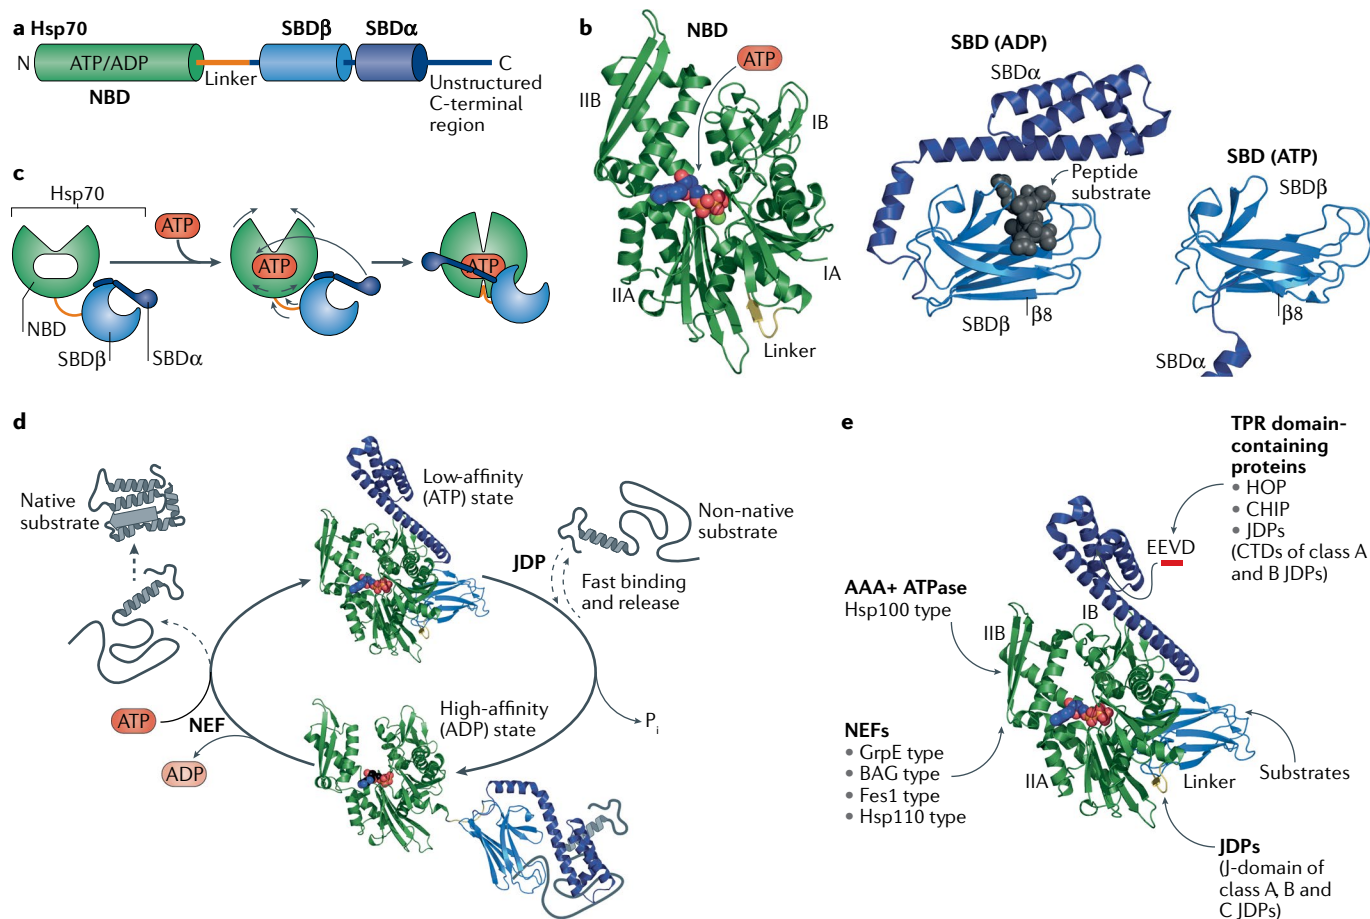 a Hsp70
N
ATP/ADP
NBD
Linker
SBDβ
SBDα
C
Unstructured
C-terminal
region
b
NBD
ATP
IIB
IB
IIA
IA
Linker
SBD (ADP)
SBDα
Peptide
substrate
SBDβ
β8
SBD (ATP)
SBDβ
β8
SBDα
c
Hsp70
ATP
NBD
SBDβ
SBDα
ATP
ATP
d
Native
substrate
Low-affinity
(ATP) state
Non-native
substrate
JDP
Fast binding
and release
ATP
NEF
ADP
High-affinity
(ADP) state
Pi
e
TPR domain-
containing
proteins
• HOP
• CHIP
• JDPs
(CTDs of class A
and B JDPs)
EEVD
AAA+ ATPase
Hsp100 type
IB
IIB
NEFs
• GrpE type
• BAG type
• Fes1 type
• Hsp110 type
IIA
Linker
Substrates
JDPs
(J-domain of
class A, B and
C JDPs)